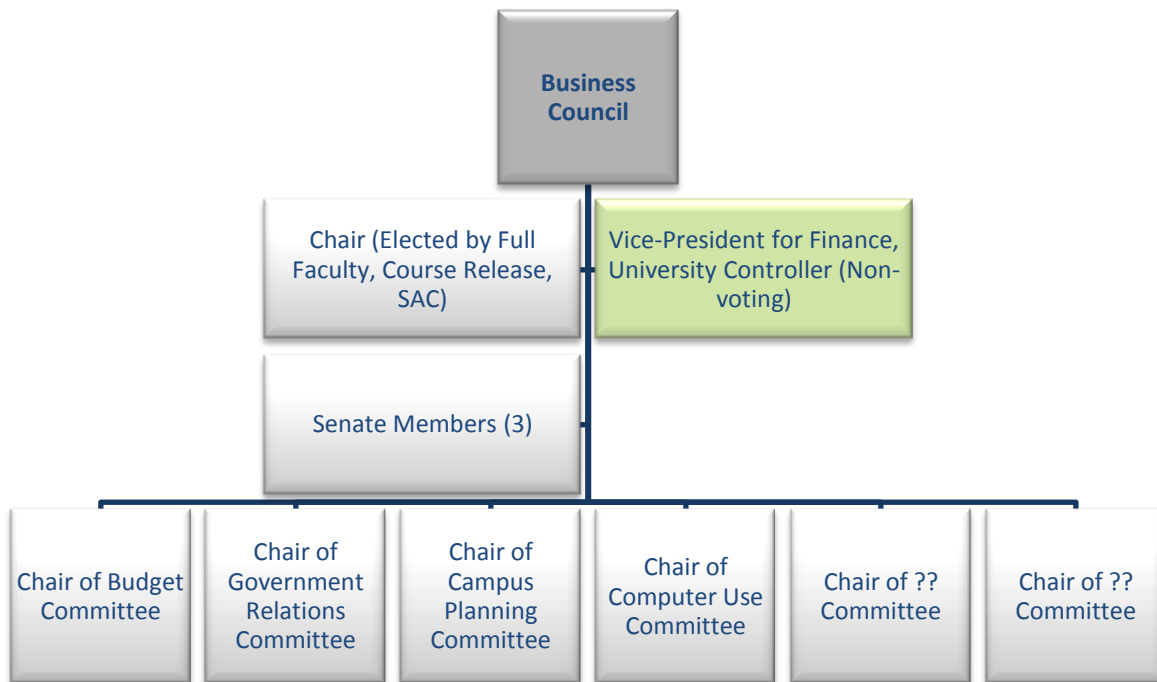 Business
Council
Chair (Elected by Full
Faculty, Course Release,
SAC)
Vice-President for Finance,
University Controller (Non-
voting)
Senate Members (3)
Chair of Budget
Committee
Chair of
Government
Relations
Committee
Chair of
Campus
Planning
Committee
Chair of
Computer Use
Committee
Chair of ??
Committee
Chair of ??
Committee